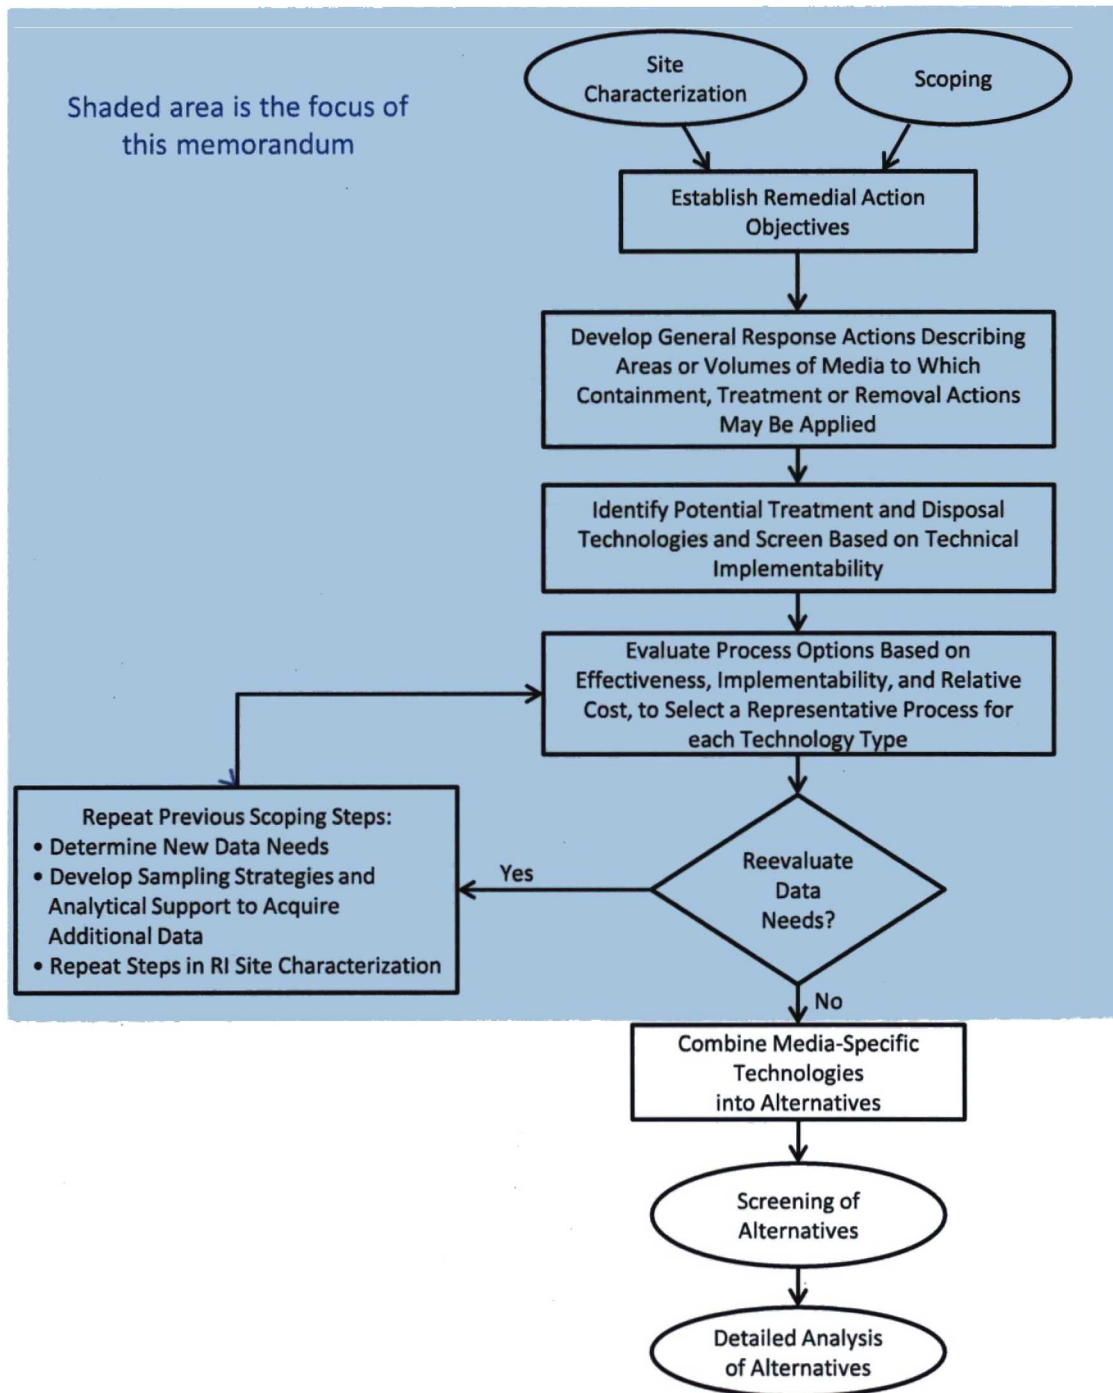 Shaded area is the focus of
this memorandum
Site
Characterization
Scoping
Establish Remedial Action
Objectives
Develop General Response Actions Describing
Areas or Volumes of Media to Which
Containment, Treatment or Removal Actions
May Be Applied
Identify Potential Treatment and Disposal
Technologies and Screen Based on Technical
Implementability
Evaluate Process Options Based on
Effectiveness, Implementability, and Relative
Cost, to Select a Representative Process for
each Technology Type
Repeat Previous Scoping Steps:
• Determine New Data Needs
• Develop Sampling Strategies and
Analytical Support to Acquire
Additional Data
• Repeat Steps in RI Site Characterization
Yes
Reevaluate
Data
Needs?
No
Combine Media-Specific
Technologies
into Alternatives
Screening of
Alternatives
Detailed Analysis
of Alternatives